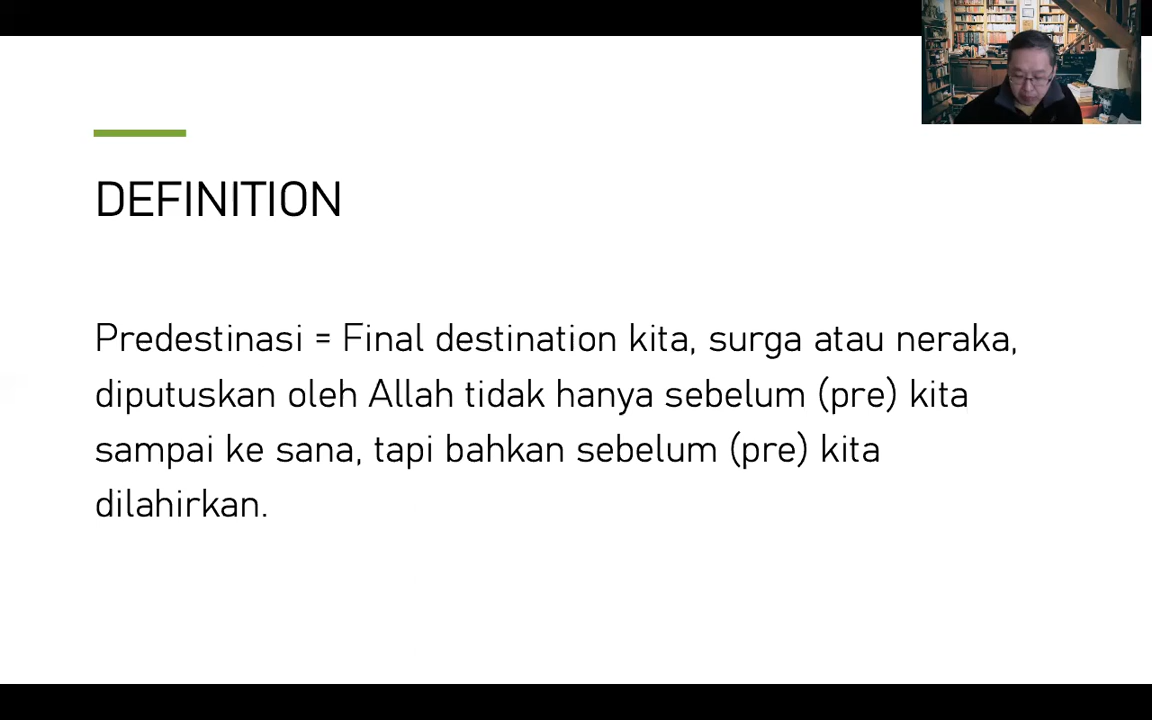 DEFINITION
Predestinasi = Final destination kita, surga atau neraka,
diputuskan oleh Allah tidak hanya sebelum (pre) kita
sampai ke sana, tapi bahkan sebelum (pre) kita
dilahirkan.